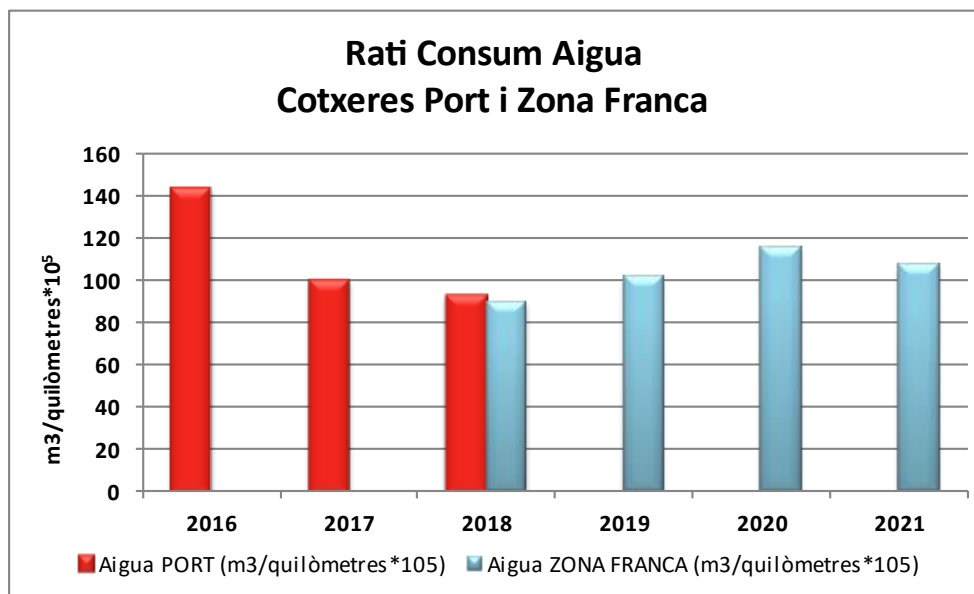 Rati Consum Aigua
Cotxeres Port i Zona Franca
m3/quilòmetres*10⁵
160
140
120
100
80
60
40
20
0
2016 2017 2018 2019 2020 2021
Aigua PORT (m3/quilòmetres*105) Aigua ZONA FRANCA (m3/quilòmetres*105)